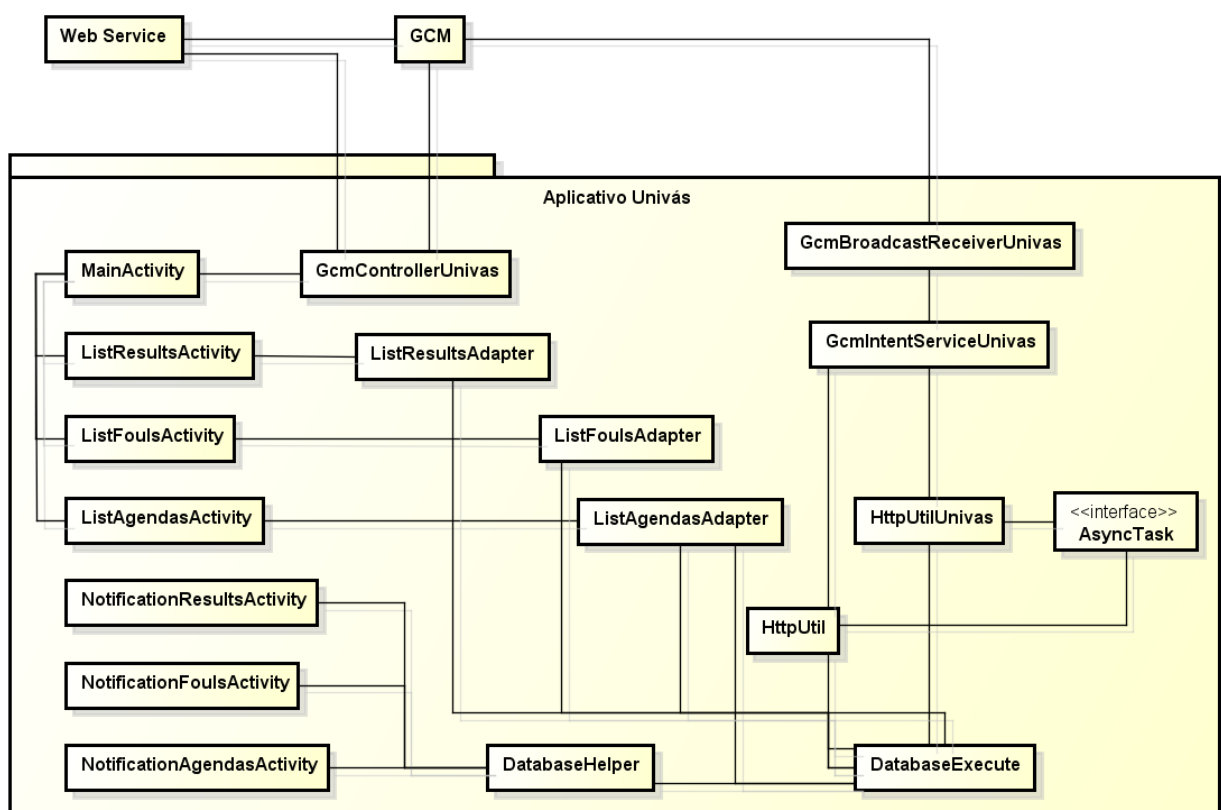 Web Service
GCM
Aplicativo Univás
GcmBroadcastReceiverUnivas
MainActivity
GcmControllerUnivas
GcmIntentServiceUnivas
ListResultsActivity
ListResultsAdapter
ListFoulsActivity
ListFoulsAdapter
ListAgendasActivity
ListAgendasAdapter
HttpUtilUnivas
<<interface>>
AsyncTask
NotificationResultsActivity
HttpUtil
NotificationFoulsActivity
NotificationAgendasActivity
DatabaseHelper
DatabaseExecute